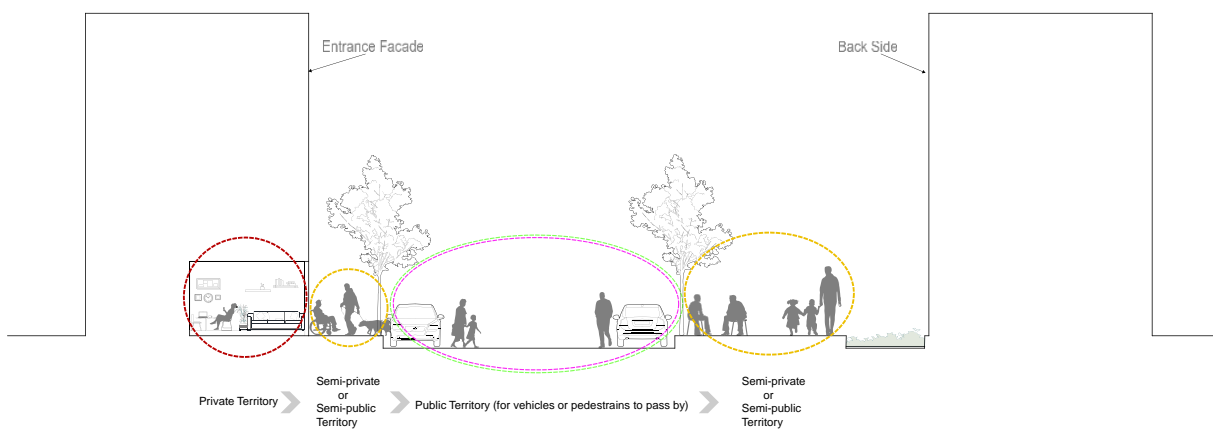 Entrance Facade
Back Side
Private Territory
Semi-private
or
Semi-public
Territory
Public Territory (for vehicles or pedestrains to pass by)
Semi-private
or
Semi-public
Territory